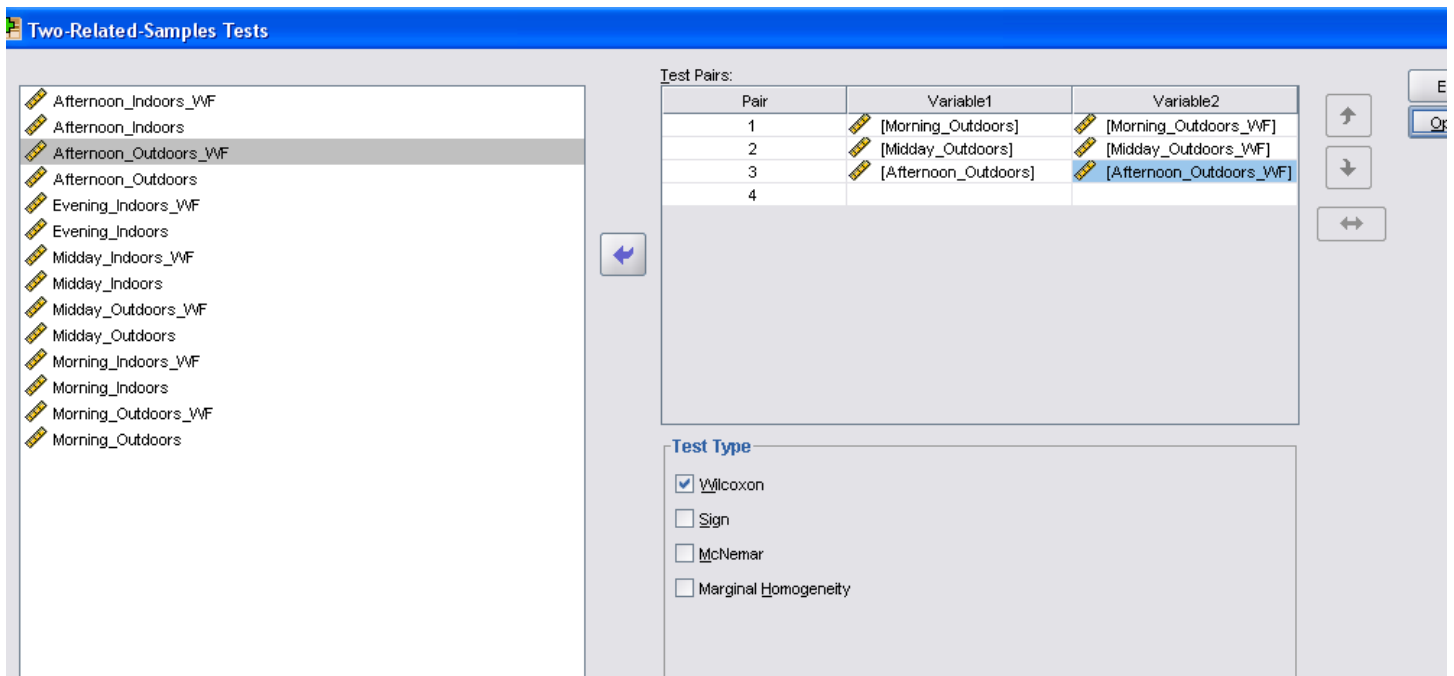 Two-Related-Samples Tests
Afternoon_Indoors_WF
Afternoon_Indoors
Afternoon_Outdoors_WF
Afternoon_Outdoors
Evening_Indoors_WF
Evening_Indoors
Midday_Indoors_WF
Midday_Indoors
Midday_Outdoors_WF
Midday_Outdoors
Morning_Indoors_WF
Morning_Indoors
Morning_Outdoors_WF
Morning_Outdoors
Test Pairs:
Pair Variable1 Variable2
1 [Morning_Outdoors] [Morning_Outdoors_WF]
2 [Midday_Outdoors] [Midday_Outdoors_WF]
3 [Afternoon_Outdoors] [Afternoon_Outdoors_WF]
4
E
Op
Test Type
Wilcoxon
Sign
McNemar
Marginal Homogeneity